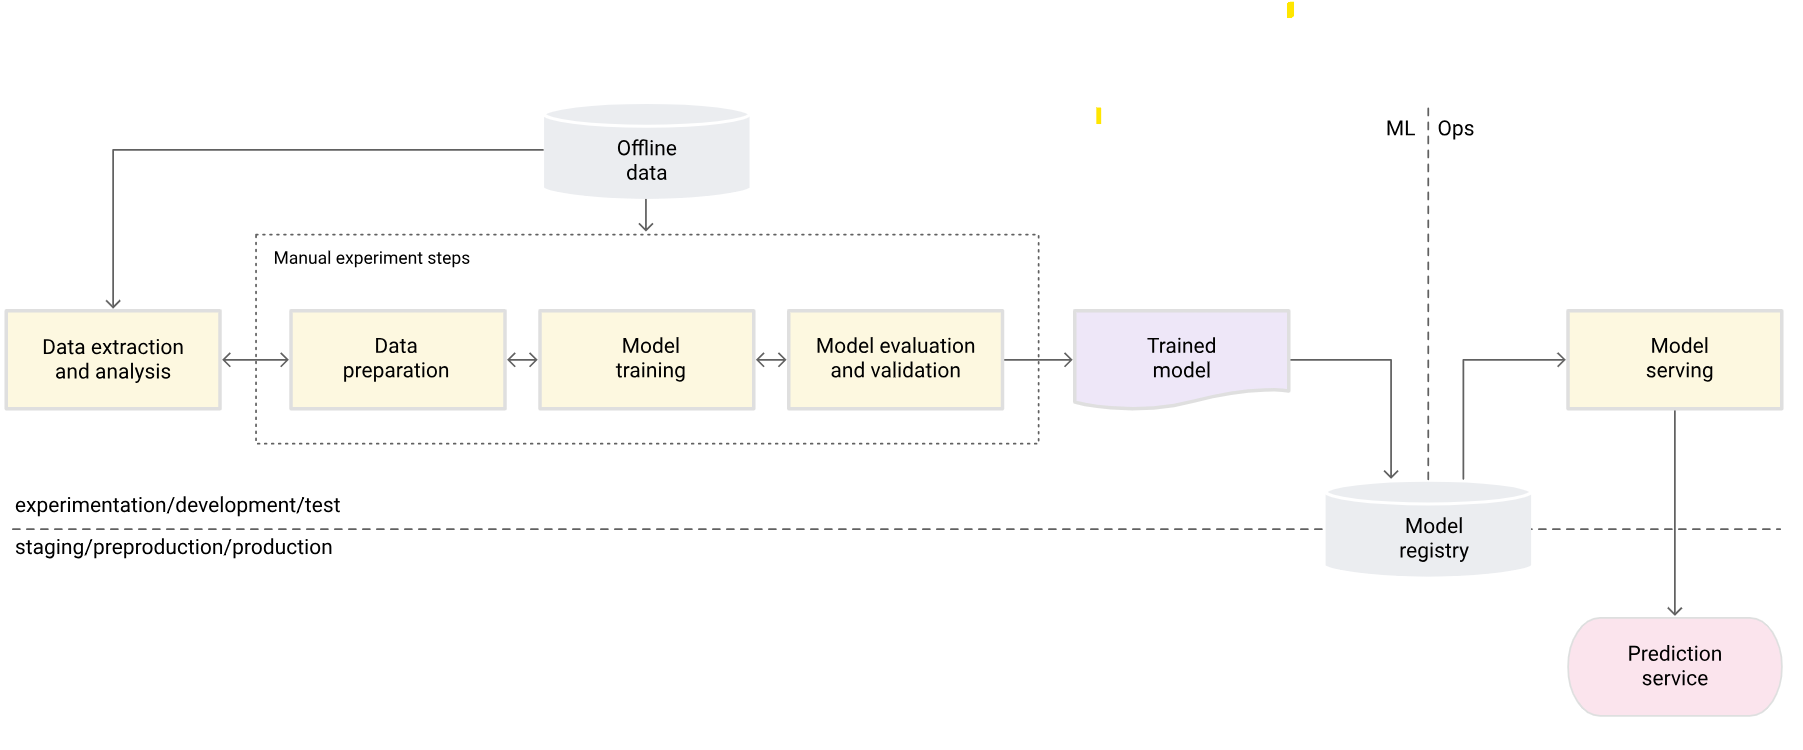 ML
Ops
Offline
data
Manual experiment steps
Data extraction
and analysis
Data
preparation
Model
training
Model evaluation
and validation
Trained
model
Model
serving
experimentation/development/test
staging/preproduction/production
Model
registry
Prediction
service